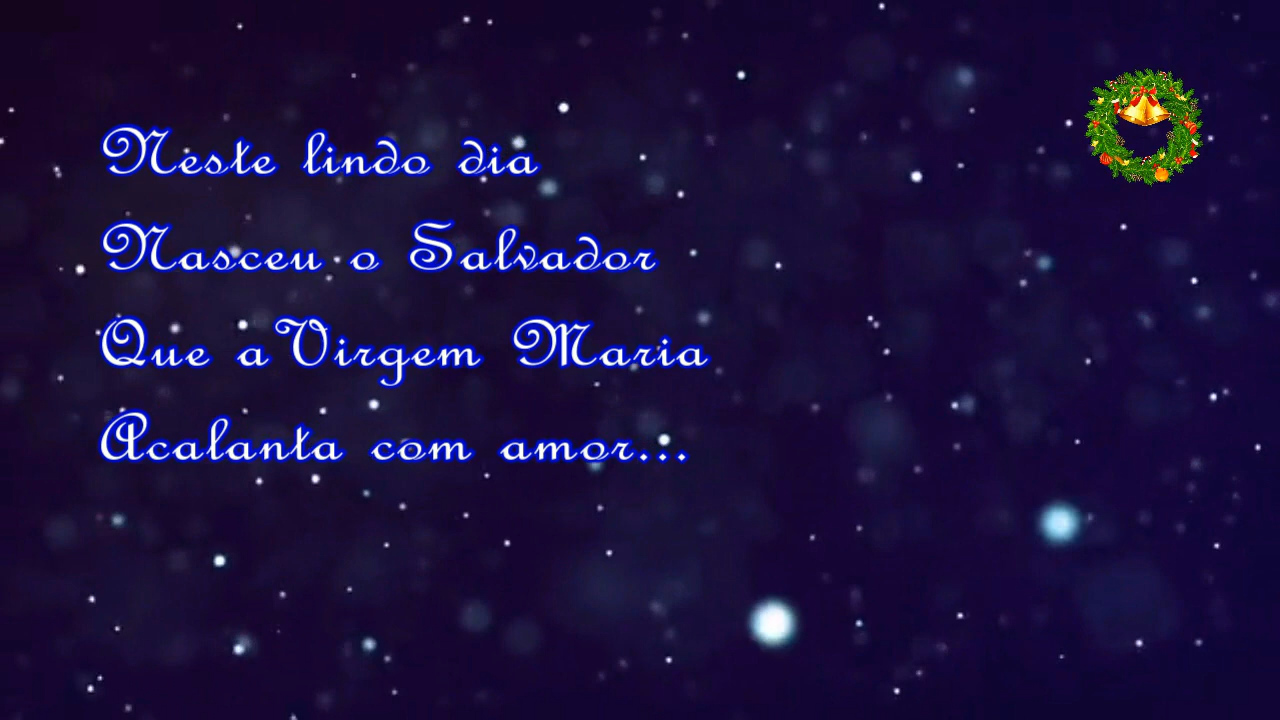 Neste lindo dia
Nasceu o Salvador
Que a Virgem Maria
Acalanta com amor...